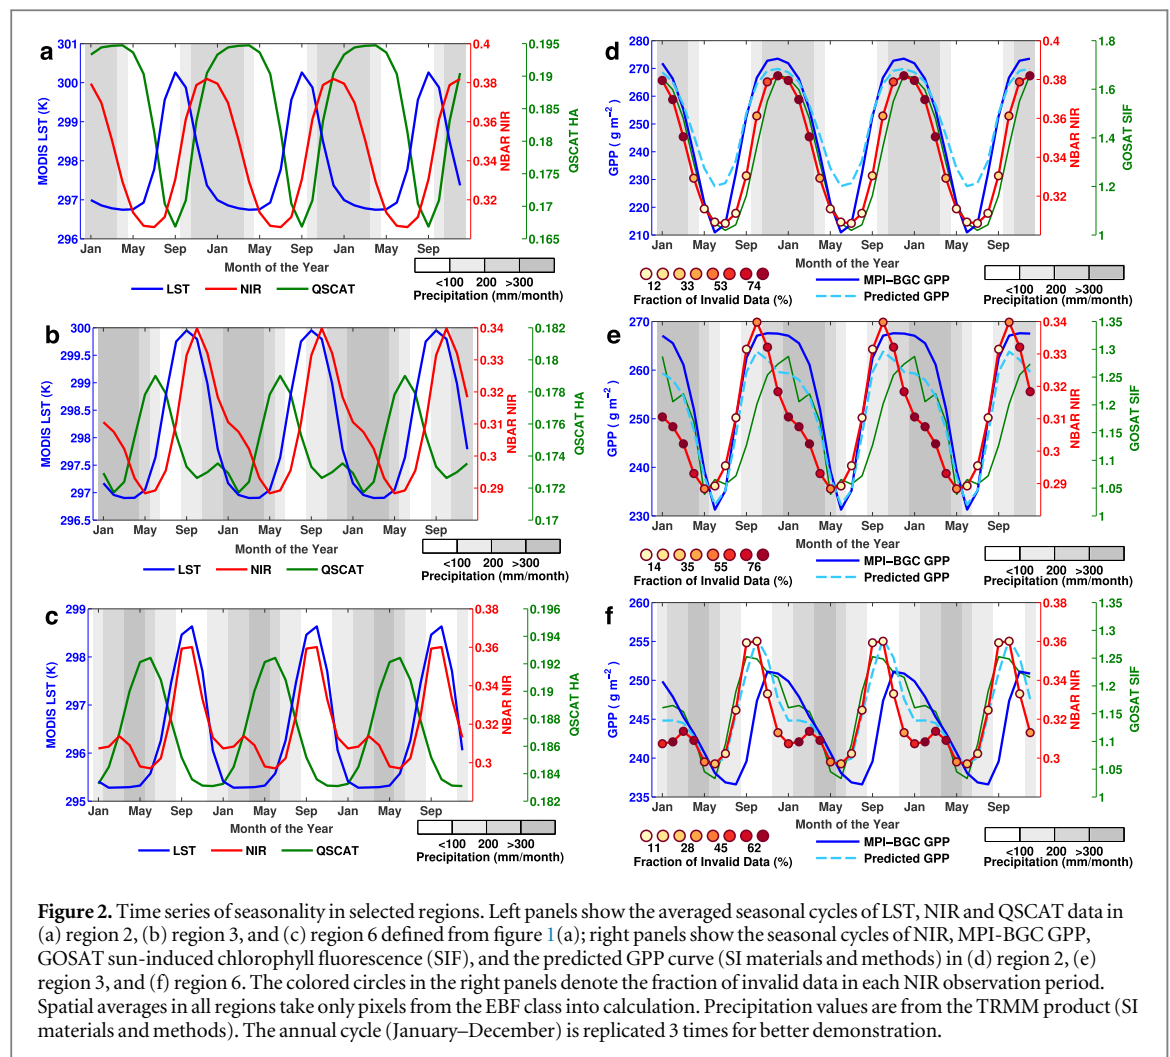 a
301
300
299
298
297
296
MODIS LST (K)
0.4
0.38
0.36
0.34
0.32
NBAR NIR
0.195
0.19
0.185
0.18
0.175
0.17
0.165
QSCAT HA
Jan May Sep Jan May Sep Jan May Sep
Month of the Year
LST NIR QSCAT
<100 200 >300
Precipitation (mm/month)
d
280
270
260
250
240
230
220
210
GPP ( g m−2 )
0.4
0.38
0.36
0.34
0.32
NBAR NIR
1.8
1.6
1.4
1.2
1
GOSAT SIF
Jan May Sep Jan May Sep Jan May Sep
Month of the Year
12 33 53 74
Fraction of Invalid Data (%)
MPI−BGC GPP
Predicted GPP
<100 200 >300
Precipitation (mm/month)
b
300
299.5
299
298.5
298
297.5
297
296.5
MODIS LST (K)
0.34
0.33
0.32
0.31
0.3
0.29
NBAR NIR
0.182
0.18
0.178
0.176
0.174
0.172
0.17
QSCAT HA
Jan May Sep Jan May Sep Jan May Sep
Month of the Year
LST NIR QSCAT
<100 200 >300
Precipitation (mm/month)
e
270
260
250
240
230
GPP ( g m−2 )
0.34
0.33
0.32
0.31
0.3
0.29
NBAR NIR
1.35
1.3
1.25
1.2
1.15
1.1
1.05
1
GOSAT SIF
Jan May Sep Jan May Sep Jan May Sep
Month of the Year
14 35 55 76
Fraction of Invalid Data (%)
MPI−BGC GPP
Predicted GPP
<100 200 >300
Precipitation (mm/month)
c
299
298
297
296
295
MODIS LST (K)
0.38
0.36
0.34
0.32
0.3
NBAR NIR
0.196
0.194
0.192
0.19
0.188
0.186
0.184
0.182
QSCAT HA
Jan May Sep Jan May Sep Jan May Sep
Month of the Year
LST NIR QSCAT
<100 200 >300
Precipitation (mm/month)
f
260
255
250
245
240
235
GPP ( g m−2 )
0.38
0.36
0.34
0.32
0.3
NBAR NIR
1.35
1.3
1.25
1.2
1.15
1.1
1.05
1
GOSAT SIF
Jan May Sep Jan May Sep Jan May Sep
Month of the Year
11 28 45 62
Fraction of Invalid Data (%)
MPI−BGC GPP
Predicted GPP
<100 200 >300
Precipitation (mm/month)
Figure 2. Time series of seasonality in selected regions. Left panels show the averaged seasonal cycles of LST, NIR and QSCAT data in
(a) region 2, (b) region 3, and (c) region 6 defined from figure 1(a); right panels show the seasonal cycles of NIR, MPI-BGC GPP,
GOSAT sun-induced chlorophyll fluorescence (SIF), and the predicted GPP curve (SI materials and methods) in (d) region 2, (e)
region 3, and (f) region 6. The colored circles in the right panels denote the fraction of invalid data in each NIR observation period.
Spatial averages in all regions take only pixels from the EBF class into calculation. Precipitation values are from the TRMM product (SI
materials and methods). The annual cycle (January–December) is replicated 3 times for better demonstration.